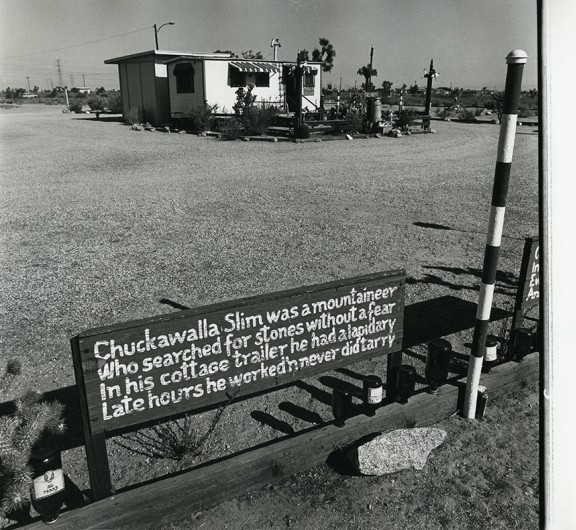 Chuckawalla Slim was a mountaineer
Who searched for stones without a fear
In his cottage trailer he had a lapidary
Late hours he worked'n never did tarry